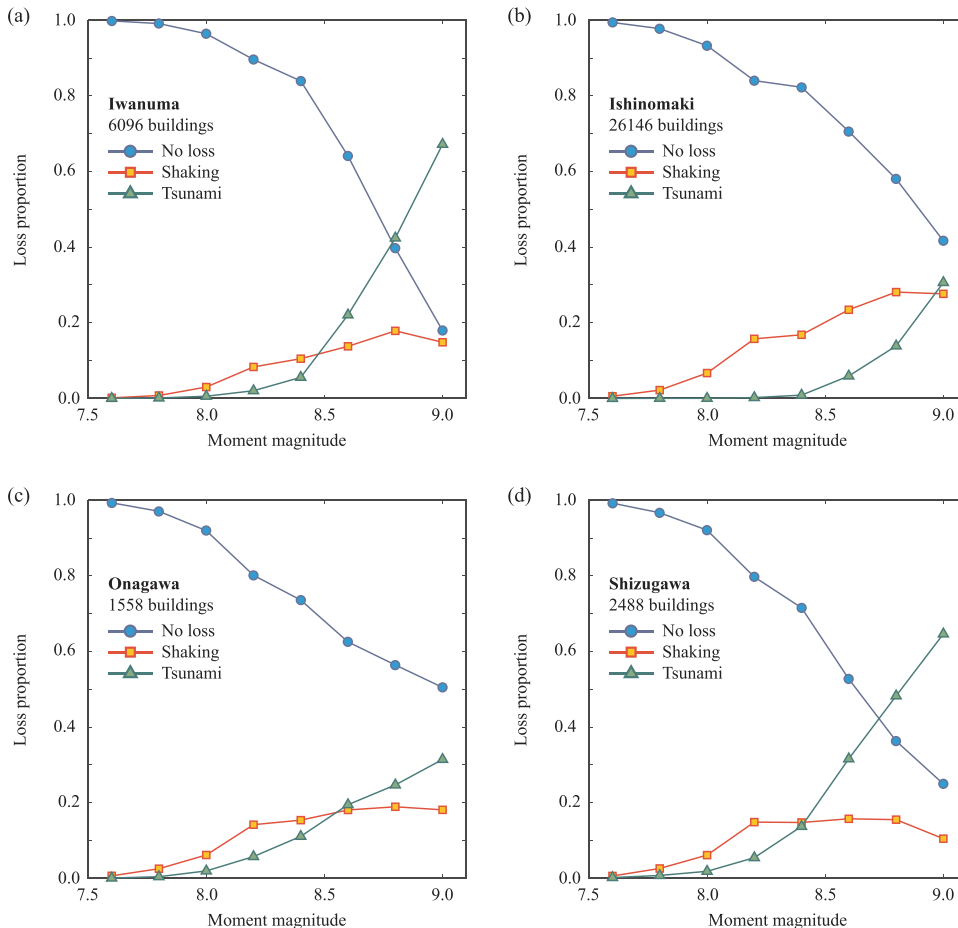 (a)
1.0
0.8
0.6
0.4
0.2
0.0
Loss proportion
Iwanuma
6096 buildings
No loss
Shaking
Tsunami
7.5
8.0
8.5
9.0
Moment magnitude
(b)
1.0
0.8
0.6
0.4
0.2
0.0
Loss proportion
Ishinomaki
26146 buildings
No loss
Shaking
Tsunami
7.5
8.0
8.5
9.0
Moment magnitude
(c)
1.0
0.8
0.6
0.4
0.2
0.0
Loss proportion
Onagawa
1558 buildings
No loss
Shaking
Tsunami
7.5
8.0
8.5
9.0
Moment magnitude
(d)
1.0
0.8
0.6
0.4
0.2
0.0
Loss proportion
Shizugawa
2488 buildings
No loss
Shaking
Tsunami
7.5
8.0
8.5
9.0
Moment magnitude